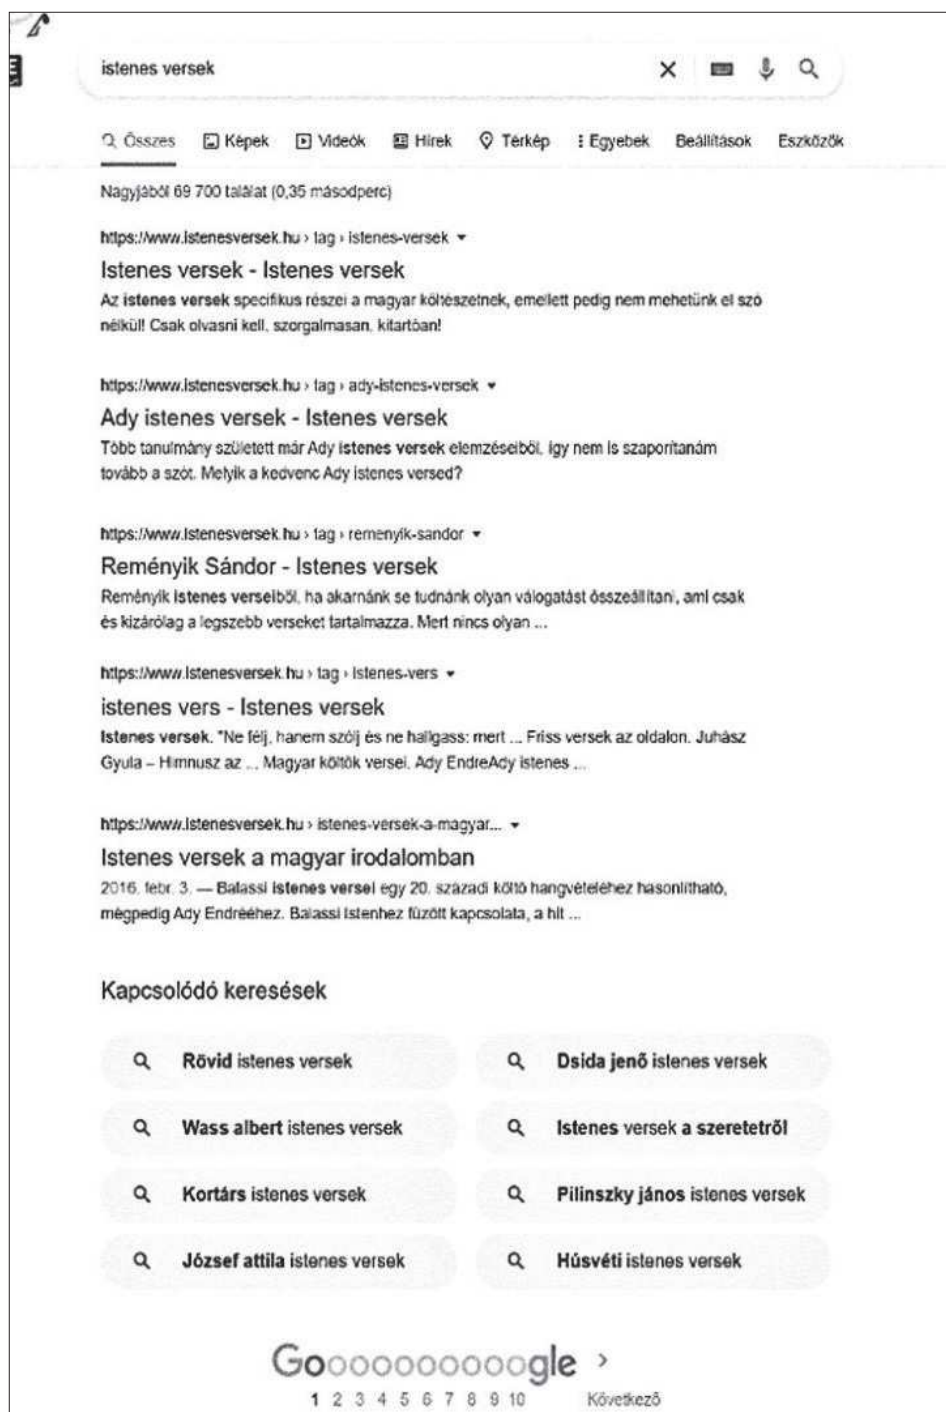 istenes versek
Összes Képek Videók Hírek Térkép Egyebek Beállítások Eszközök
Nagyjából 69 700 találat (0,35 másodperc)
https://www.istenesversek.hu › tag › istenes-versek
Istenes versek - Istenes versek
Az istenes versek specifikus részei a magyar költészetnek, emellett pedig nem mehetünk el szó
nélkül! Csak olvasni kell, szorgalmasan, kitartóan!
https://www.istenesversek.hu › tag › ady-istenes-versek
Ady istenes versek - Istenes versek
Több tanulmány született már Ady istenes versek elemzéseiből, így nem is szaporítanám
tovább a szót. Melyik a kedvenc Ady istenes versed?
https://www.istenesversek.hu › tag › remenyik-sandor
Reményik Sándor - Istenes versek
Reményik istenes verseiből, ha akarnánk se tudnánk olyan válogatást összeállítani, ami csak
és kizárólag a legszebb verseket tartalmazza. Mert nincs olyan ...
https://www.istenesversek.hu › tag › istenes-vers
istenes vers - Istenes versek
Istenes versek. "Ne félj, hanem szólj és ne hallgass: mert ... Friss versek az oldalon. Juhász
Gyula – Himnusz az ... Magyar költők versei. Ady EndreAdy istenes ...
https://www.istenesversek.hu › istenes-versek-a-magyar...
Istenes versek a magyar irodalomban
2016. febr. 3. — Balassi istenes versei egy 20. századi költő hangvételéhez hasonlítható,
mégpedig Ady Endrééhez. Balassi Istenhez fűzött kapcsolata, a hit ...
Kapcsolódó keresések
Rövid istenes versek
Dsida jenő istenes versek
Wass albert istenes versek
Istenes versek a szeretetről
Kortárs istenes versek
Pilinszky jános istenes versek
József attila istenes versek
Húsvéti istenes versek
Goooooooooogle >
1 2 3 4 5 6 7 8 9 10 Következő